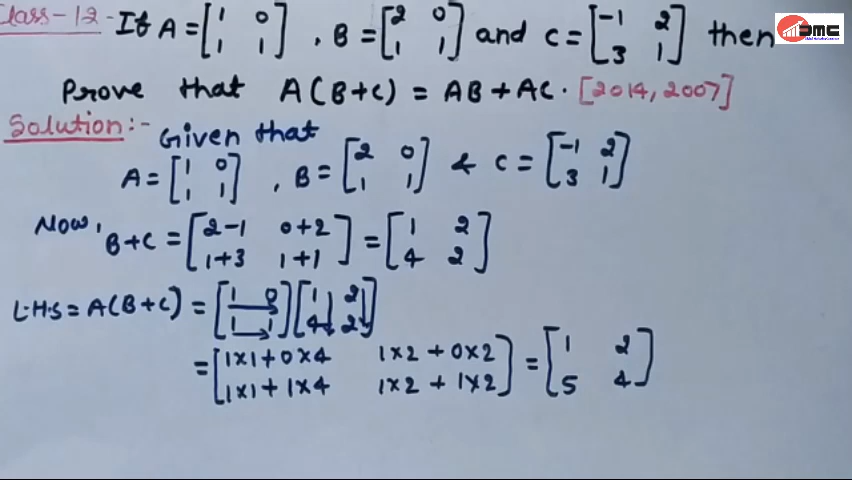 Class-12- If A = [1 0 1 1] , B = [2 0 1 1] and C = [-1 2 3 1] then
DMC
Prove that A(B+C) = AB + AC. [2014, 2007]
Solution:- Given that
A = [1 0 1 1] , B = [2 0 1 1] & C = [-1 2 3 1]
Now, B+C = [2-1 0+2 1+3 1+1] = [1 2 4 2]
L.H.S = A(B+C) = [1 0 1 1] [1 2 4 2]
= [1×1+0×4 1×2+0×2 1×1+1×4 1×2+1×2] = [1 2 5 4]